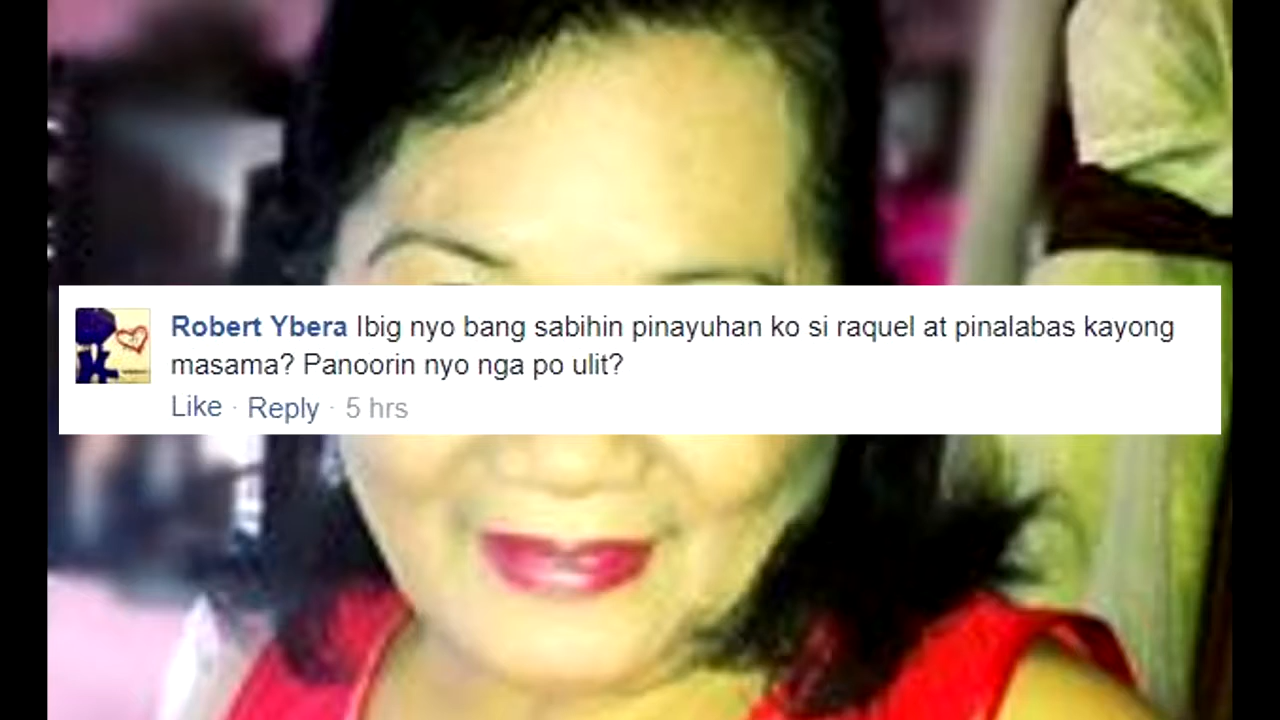 Robert Ybera Ibig nyo bang sabihin pinayuhan ko si raquel at pinalabas kayong
masama? Panoorin nyo nga po ulit?
Like · Reply · 5 hrs